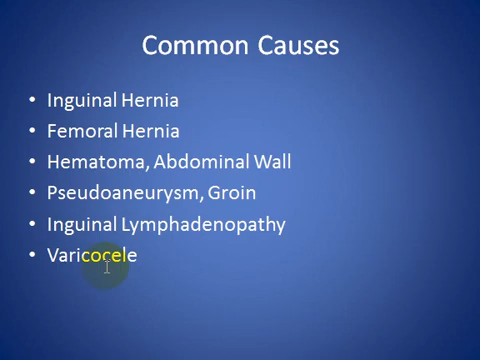 Common Causes
• Inguinal Hernia
• Femoral Hernia
• Hematoma, Abdominal Wall
• Pseudoaneurysm, Groin
• Inguinal Lymphadenopathy
• Varicocele